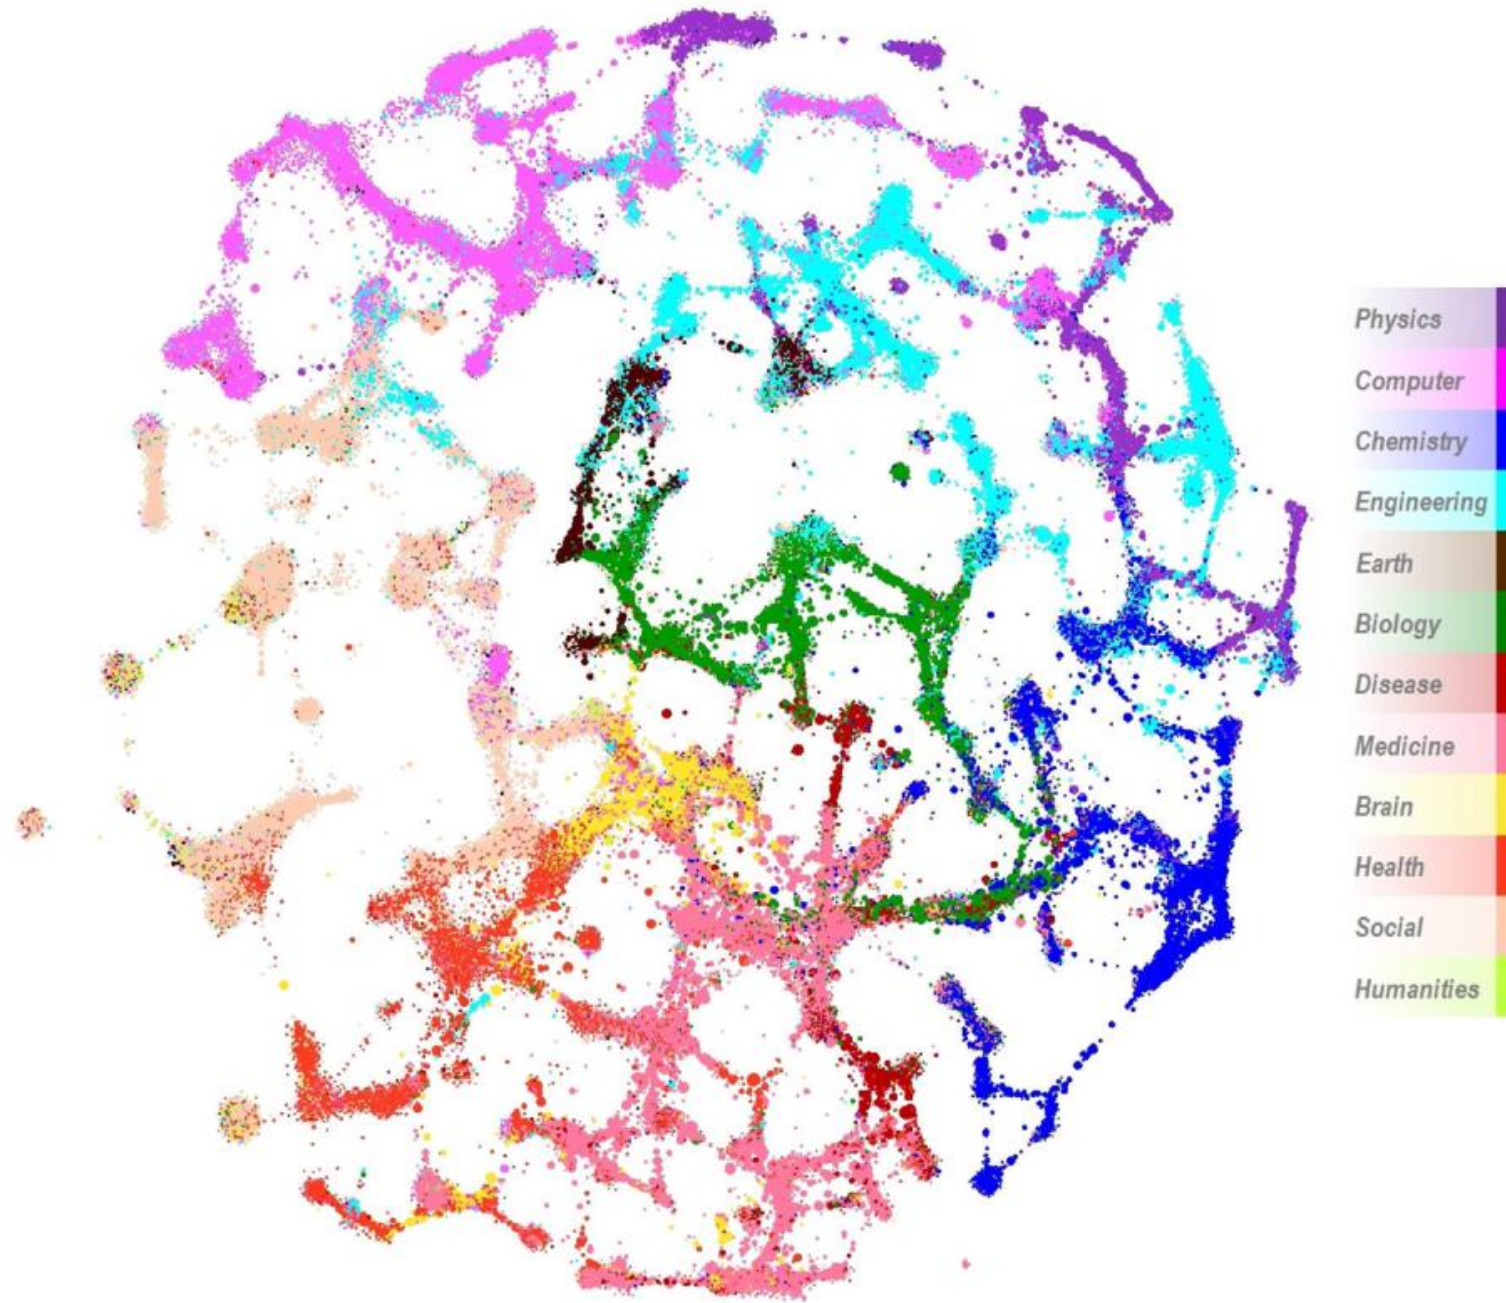 Physics
Computer
Chemistry
Engineering
Earth
Biology
Disease
Medicine
Brain
Health
Social
Humanities